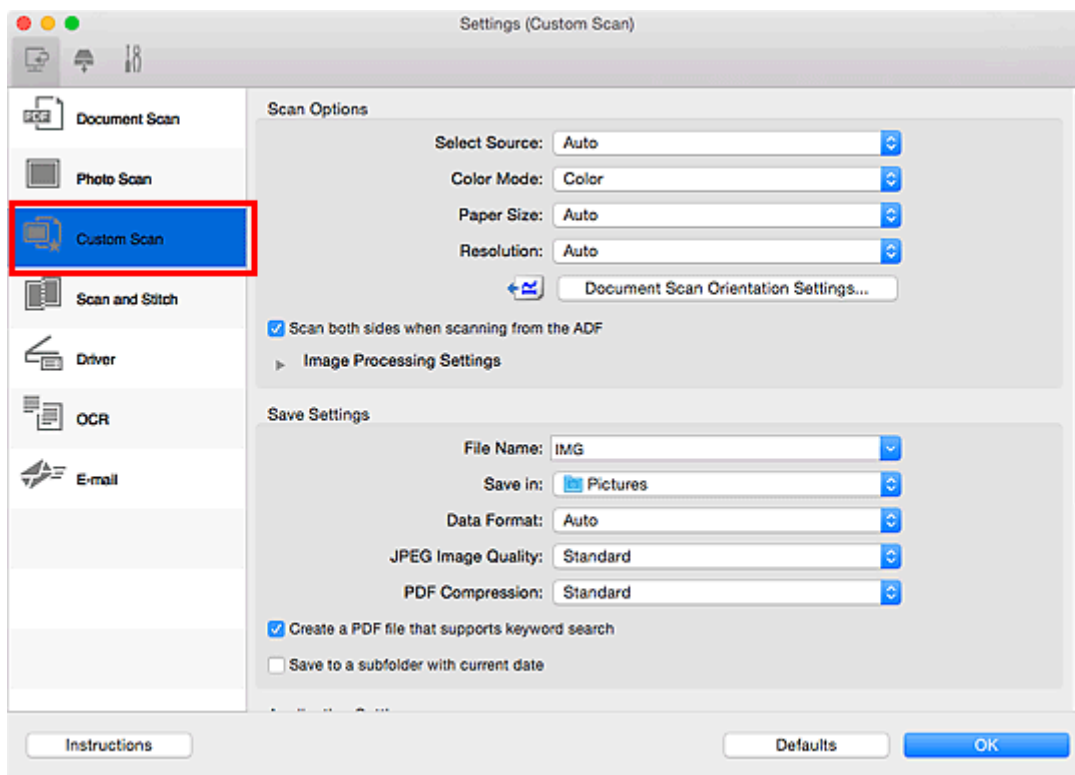 Settings (Custom Scan)
Document Scan
Photo Scan
Custom Scan
Scan and Stitch
Driver
OCR
E-mail
Scan Options
Select Source: Auto
Color Mode: Color
Paper Size: Auto
Resolution: Auto
Document Scan Orientation Settings...
Scan both sides when scanning from the ADF
Image Processing Settings
Save Settings
File Name: IMG
Save in: Pictures
Data Format: Auto
JPEG Image Quality: Standard
PDF Compression: Standard
Create a PDF file that supports keyword search
Save to a subfolder with current date
Instructions
Defaults
OK